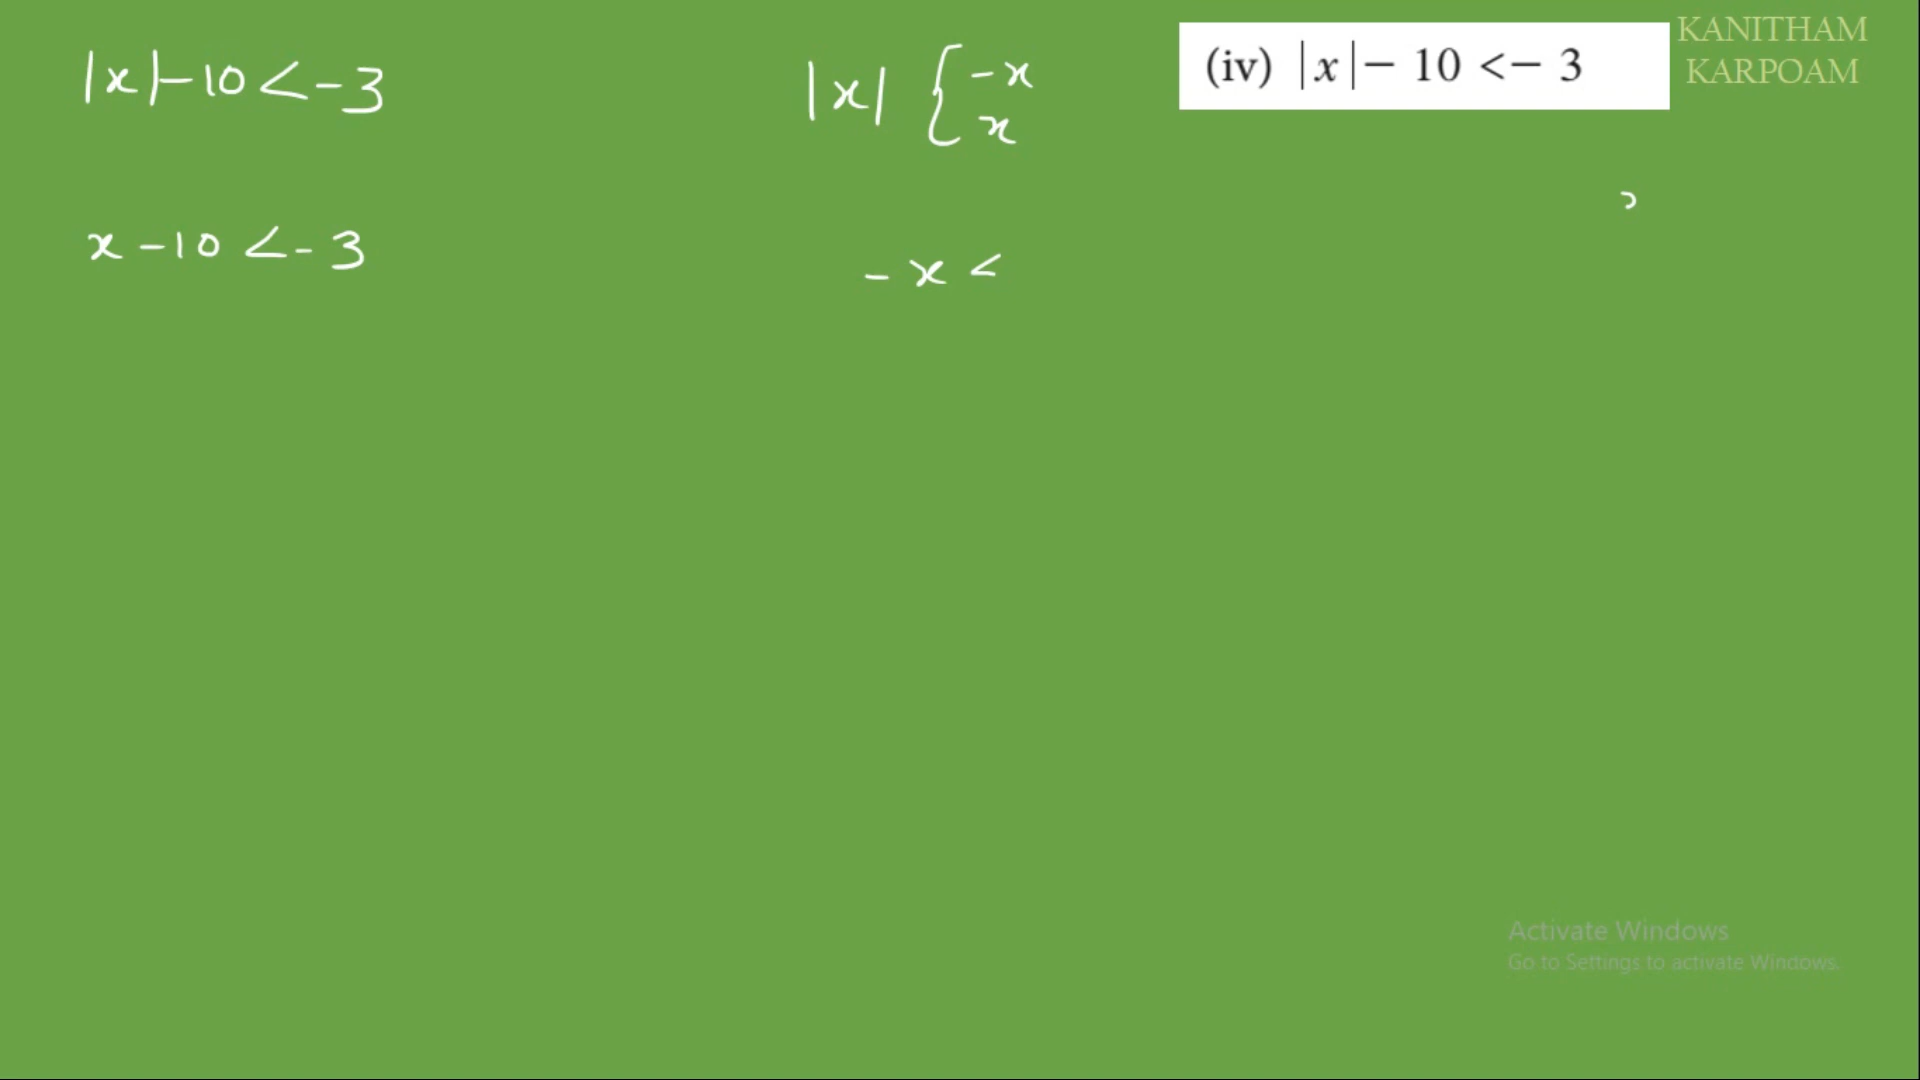 |x|-10<-3
|x| { -x
x
(iv) |x|− 10 <− 3
KANITHAM
KARPOAM
x -10 < - 3
- x <
Activate Windows
Go to Settings to activate Windows.